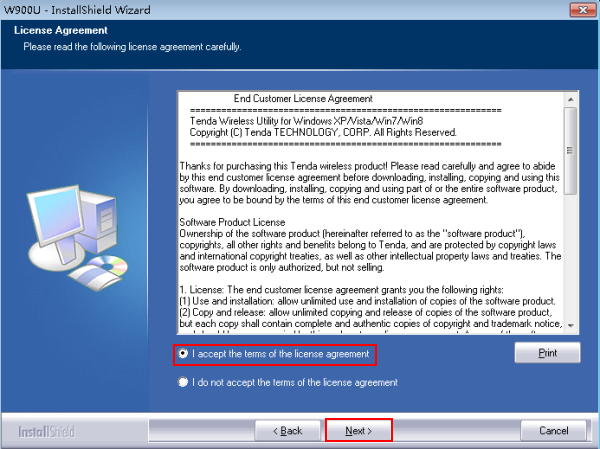 W900U - InstallShield Wizard
License Agreement
Please read the following license agreement carefully.
End Customer License Agreement
============================================================
Tenda Wireless Utility for Windows XP/Vista/Win7/Win8
Copyright (C) Tenda TECHNOLOGY, CORP. All Rights Reserved.
============================================================
Thanks for purchasing this Tenda wireless product! Please read carefully and agree to abide
by this end customer license agreement before downloading, installing, copying and using this
software. By downloading, installing, copying and using part of or the entire software product,
you agree to be bound by the terms of this end customer license agreement.
Software Product License
Ownership of the software product (hereinafter referred to as the "software product"),
copyrights, all other rights and benefits belong to Tenda, and are protected by copyright laws
and international copyright treaties, as well as other intellectual property laws and treaties. The
software product is only authorized, but not selling.
1. License: The end customer license agreement grants you the following rights:
(1) Use and installation: allow unlimited use and installation of copies of the software product.
(2) Copy and release: allow unlimited copying and release of copies of the software product,
but each copy shall contain complete and authentic copies of copyright and trademark notice,
I accept the terms of the license agreement
Print
I do not accept the terms of the license agreement
InstallShield
< Back
Next >
Cancel